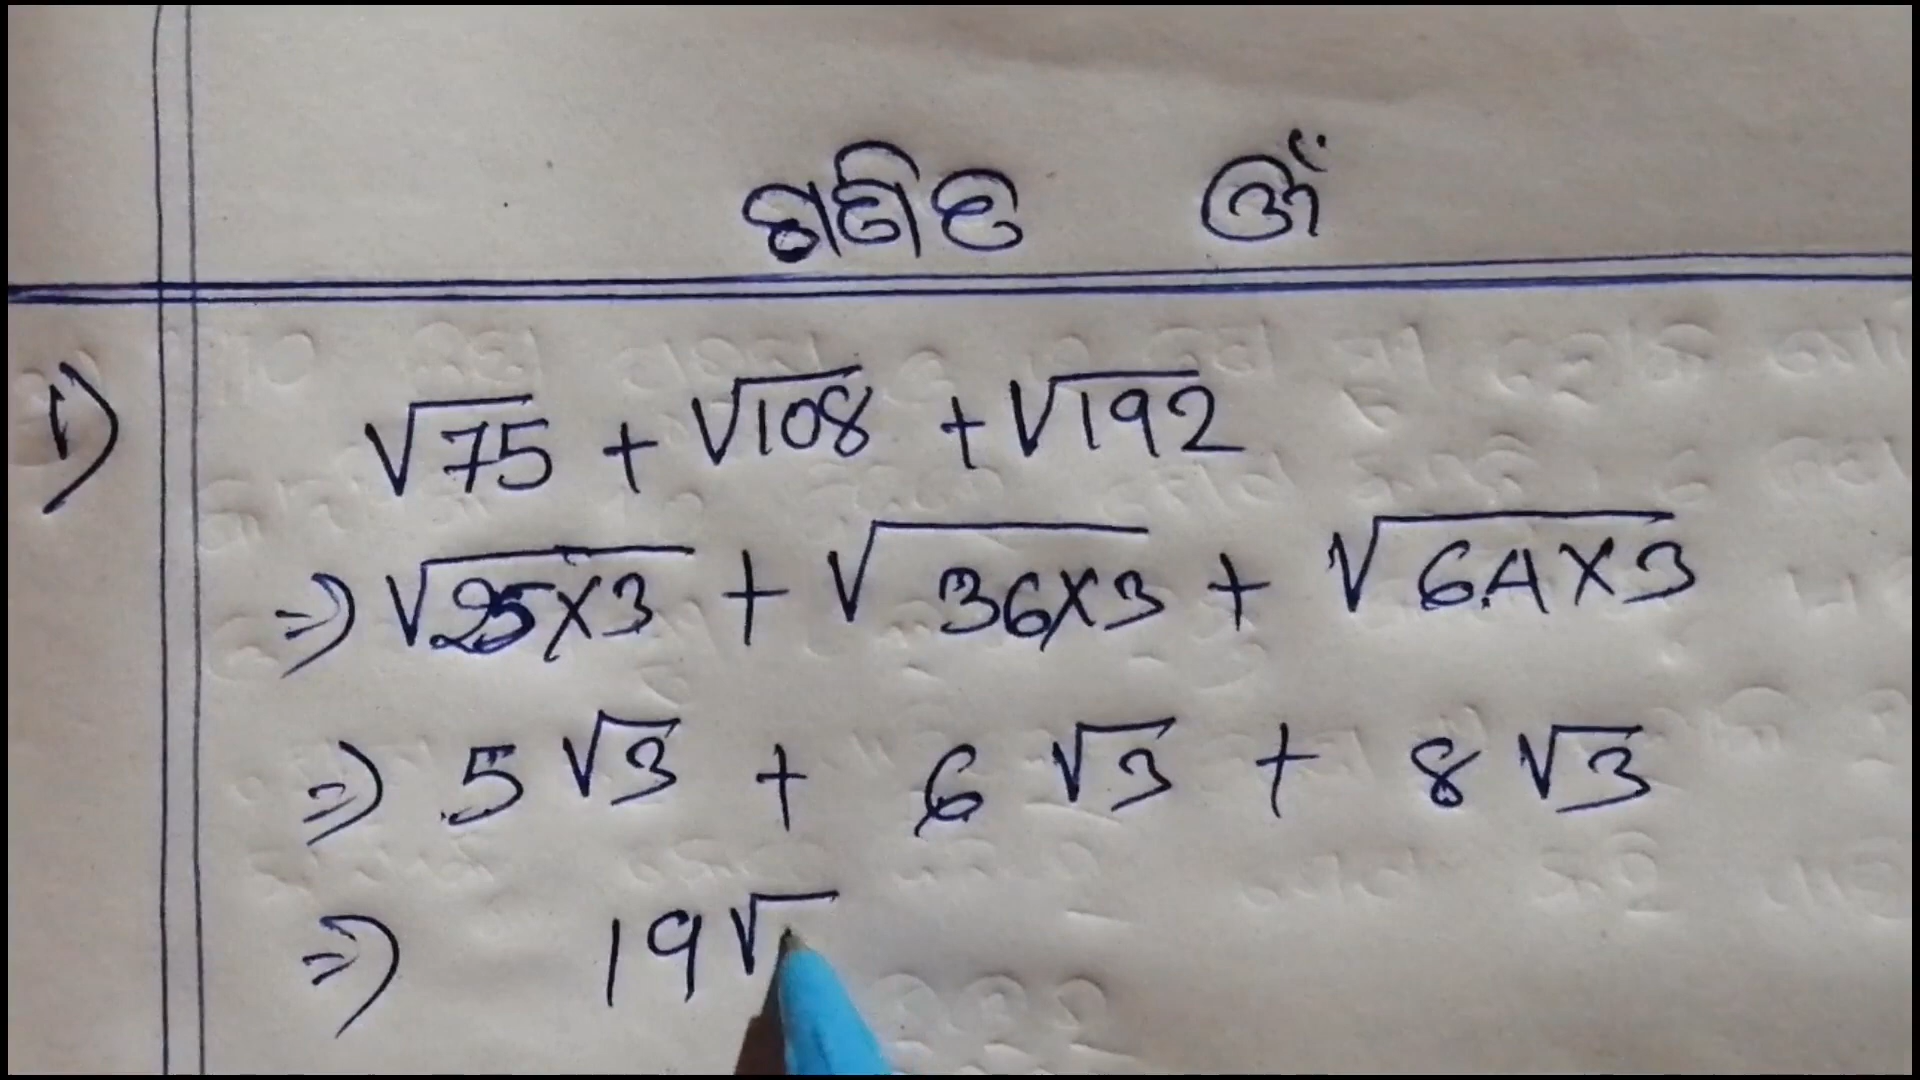 ଗଣିତ ଓଁ
1) √75 + √108 + √192
⇒ √25×3 + √36×3 + √64×3
⇒ 5√3 + 6√3 + 8√3
⇒ 19√